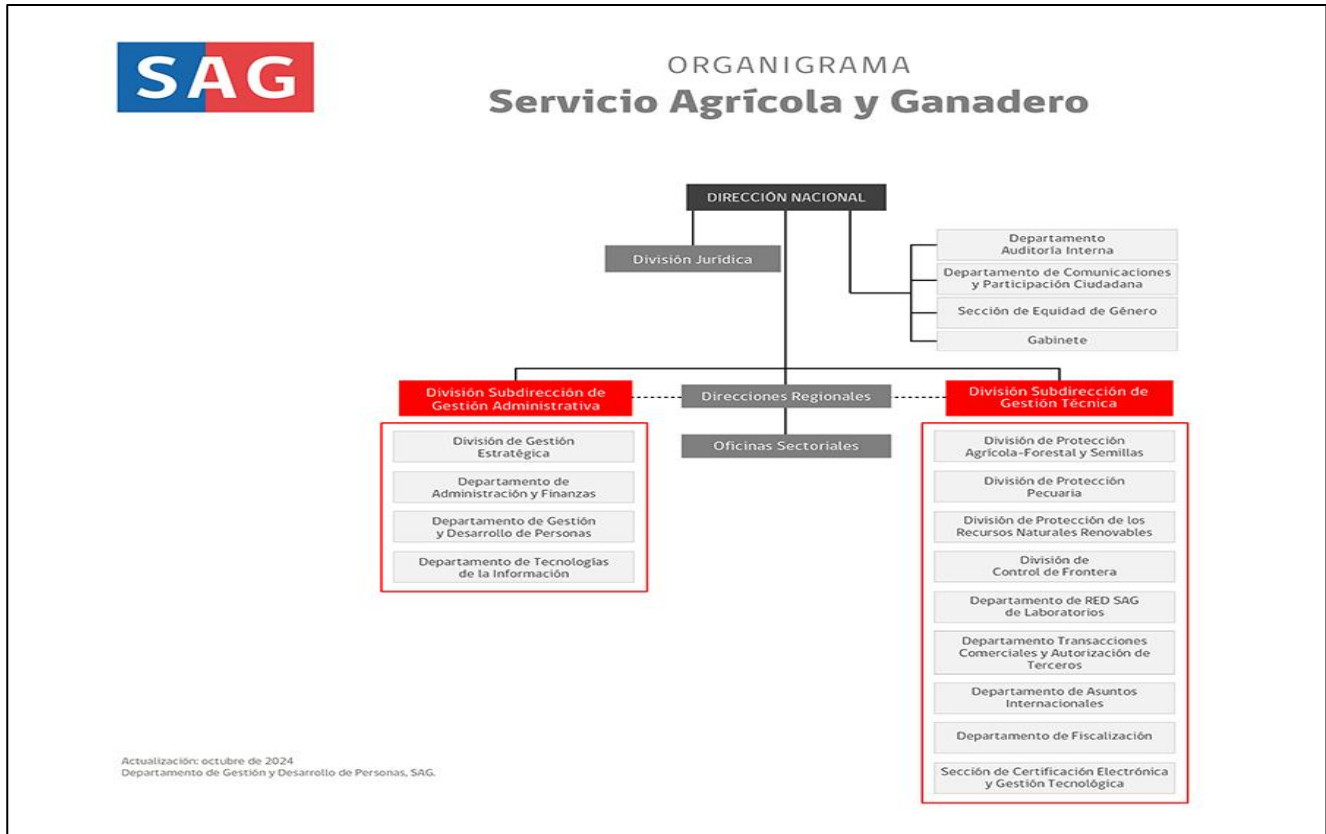 SAG
ORGANIGRAMA
Servicio Agrícola y Ganadero
DIRECCIÓN NACIONAL
División Jurídica
Departamento
Auditoría Interna
Departamento de Comunicaciones
y Participación Ciudadana
Sección de Equidad de Género
Gabinete
División Subdirección de
Gestión Administrativa
Direcciones Regionales
División Subdirección de
Gestión Técnica
División de Gestión
Estratégica
Departamento de
Administración y Finanzas
Departamento de Gestión
y Desarrollo de Personas
Departamento de Tecnologías
de la Información
Oficinas Sectoriales
División de Protección
Agrícola-Forestal y Semillas
División de Protección
Pecuaria
División de Protección de los
Recursos Naturales Renovables
División de
Control de Frontera
Departamento de RED SAG
de Laboratorios
Departamento Transacciones
Comerciales y Autorización de
Terceros
Departamento de Asuntos
Internacionales
Departamento de Fiscalización
Sección de Certificación Electrónica
y Gestión Tecnológica
Actualización: octubre de 2024
Departamento de Gestión y Desarrollo de Personas, SAG.